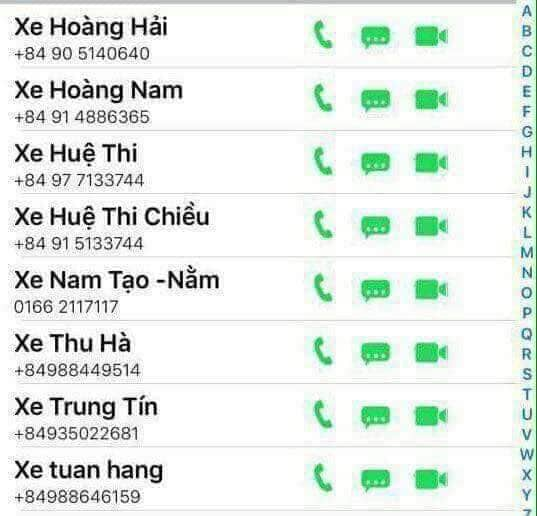 Xe Hoàng Hải
+84 90 5140640
Xe Hoàng Nam
+84 91 4886365
Xe Huệ Thi
+84 97 7133744
Xe Huệ Thi Chiều
+84 91 5133744
Xe Nam Tạo -Nằm
0166 2117117
Xe Thu Hà
+84988449514
Xe Trung Tín
+84935022681
Xe tuan hang
+84988646159
A
B
C
D
E
F
G
H
I
J
K
L
M
N
O
P
Q
R
S
T
U
V
W
X
Y
Z